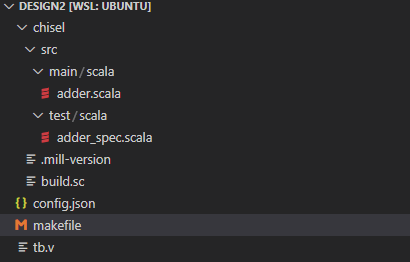 DESIGN2 [WSL: UBUNTU]
chisel
src
main/scala
adder.scala
test/scala
adder_spec.scala
.mill-version
build.sc
{} config.json
M makefile
tb.v